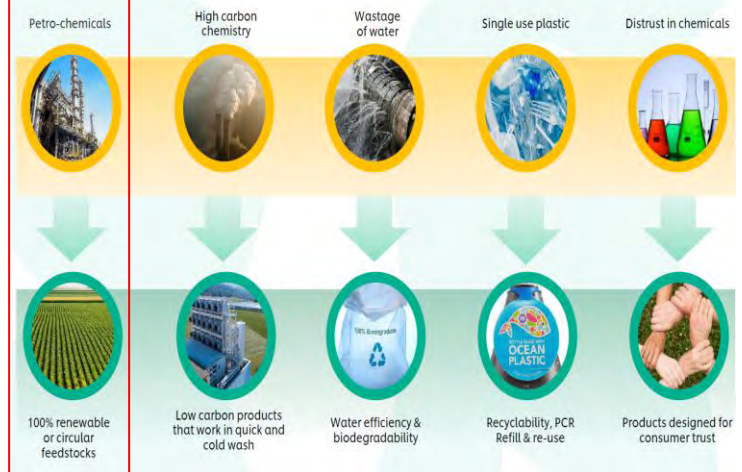 Petro-chemicals
High carbon
chemistry
Wastage
of water
Single use plastic
Distrust in chemicals
100% Biodegradable
OCEAN
PLASTIC
100% renewable
or circular
feedstocks
Low carbon products
that work in quick and
cold wash
Water efficiency &
biodegradability
Recyclability, PCR
Refill & re-use
Products designed for
consumer trust